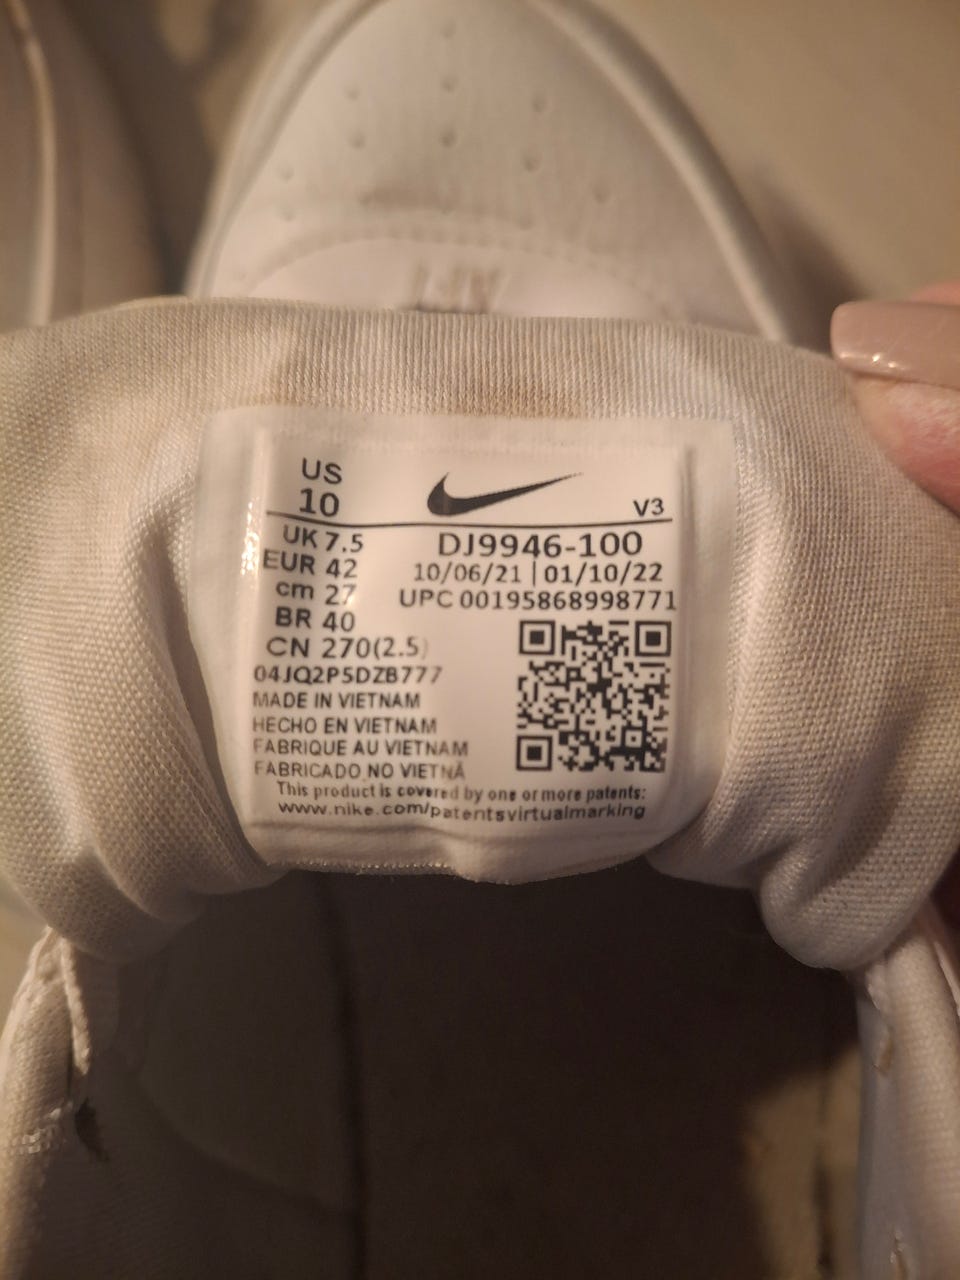 US
10
V3
UK 7.5
EUR 42
cm 27
BR 40
CN 270(2.5)
DJ9946-100
10/06/21 | 01/10/22
UPC 00195868998771
04JQ2P5DZB777
MADE IN VIETNAM
HECHO EN VIETNAM
FABRIQUE AU VIETNAM
FABRICADO NO VIETNÃ
This product is covered by one or more patents:
www.nike.com/patentsvirtualmarking